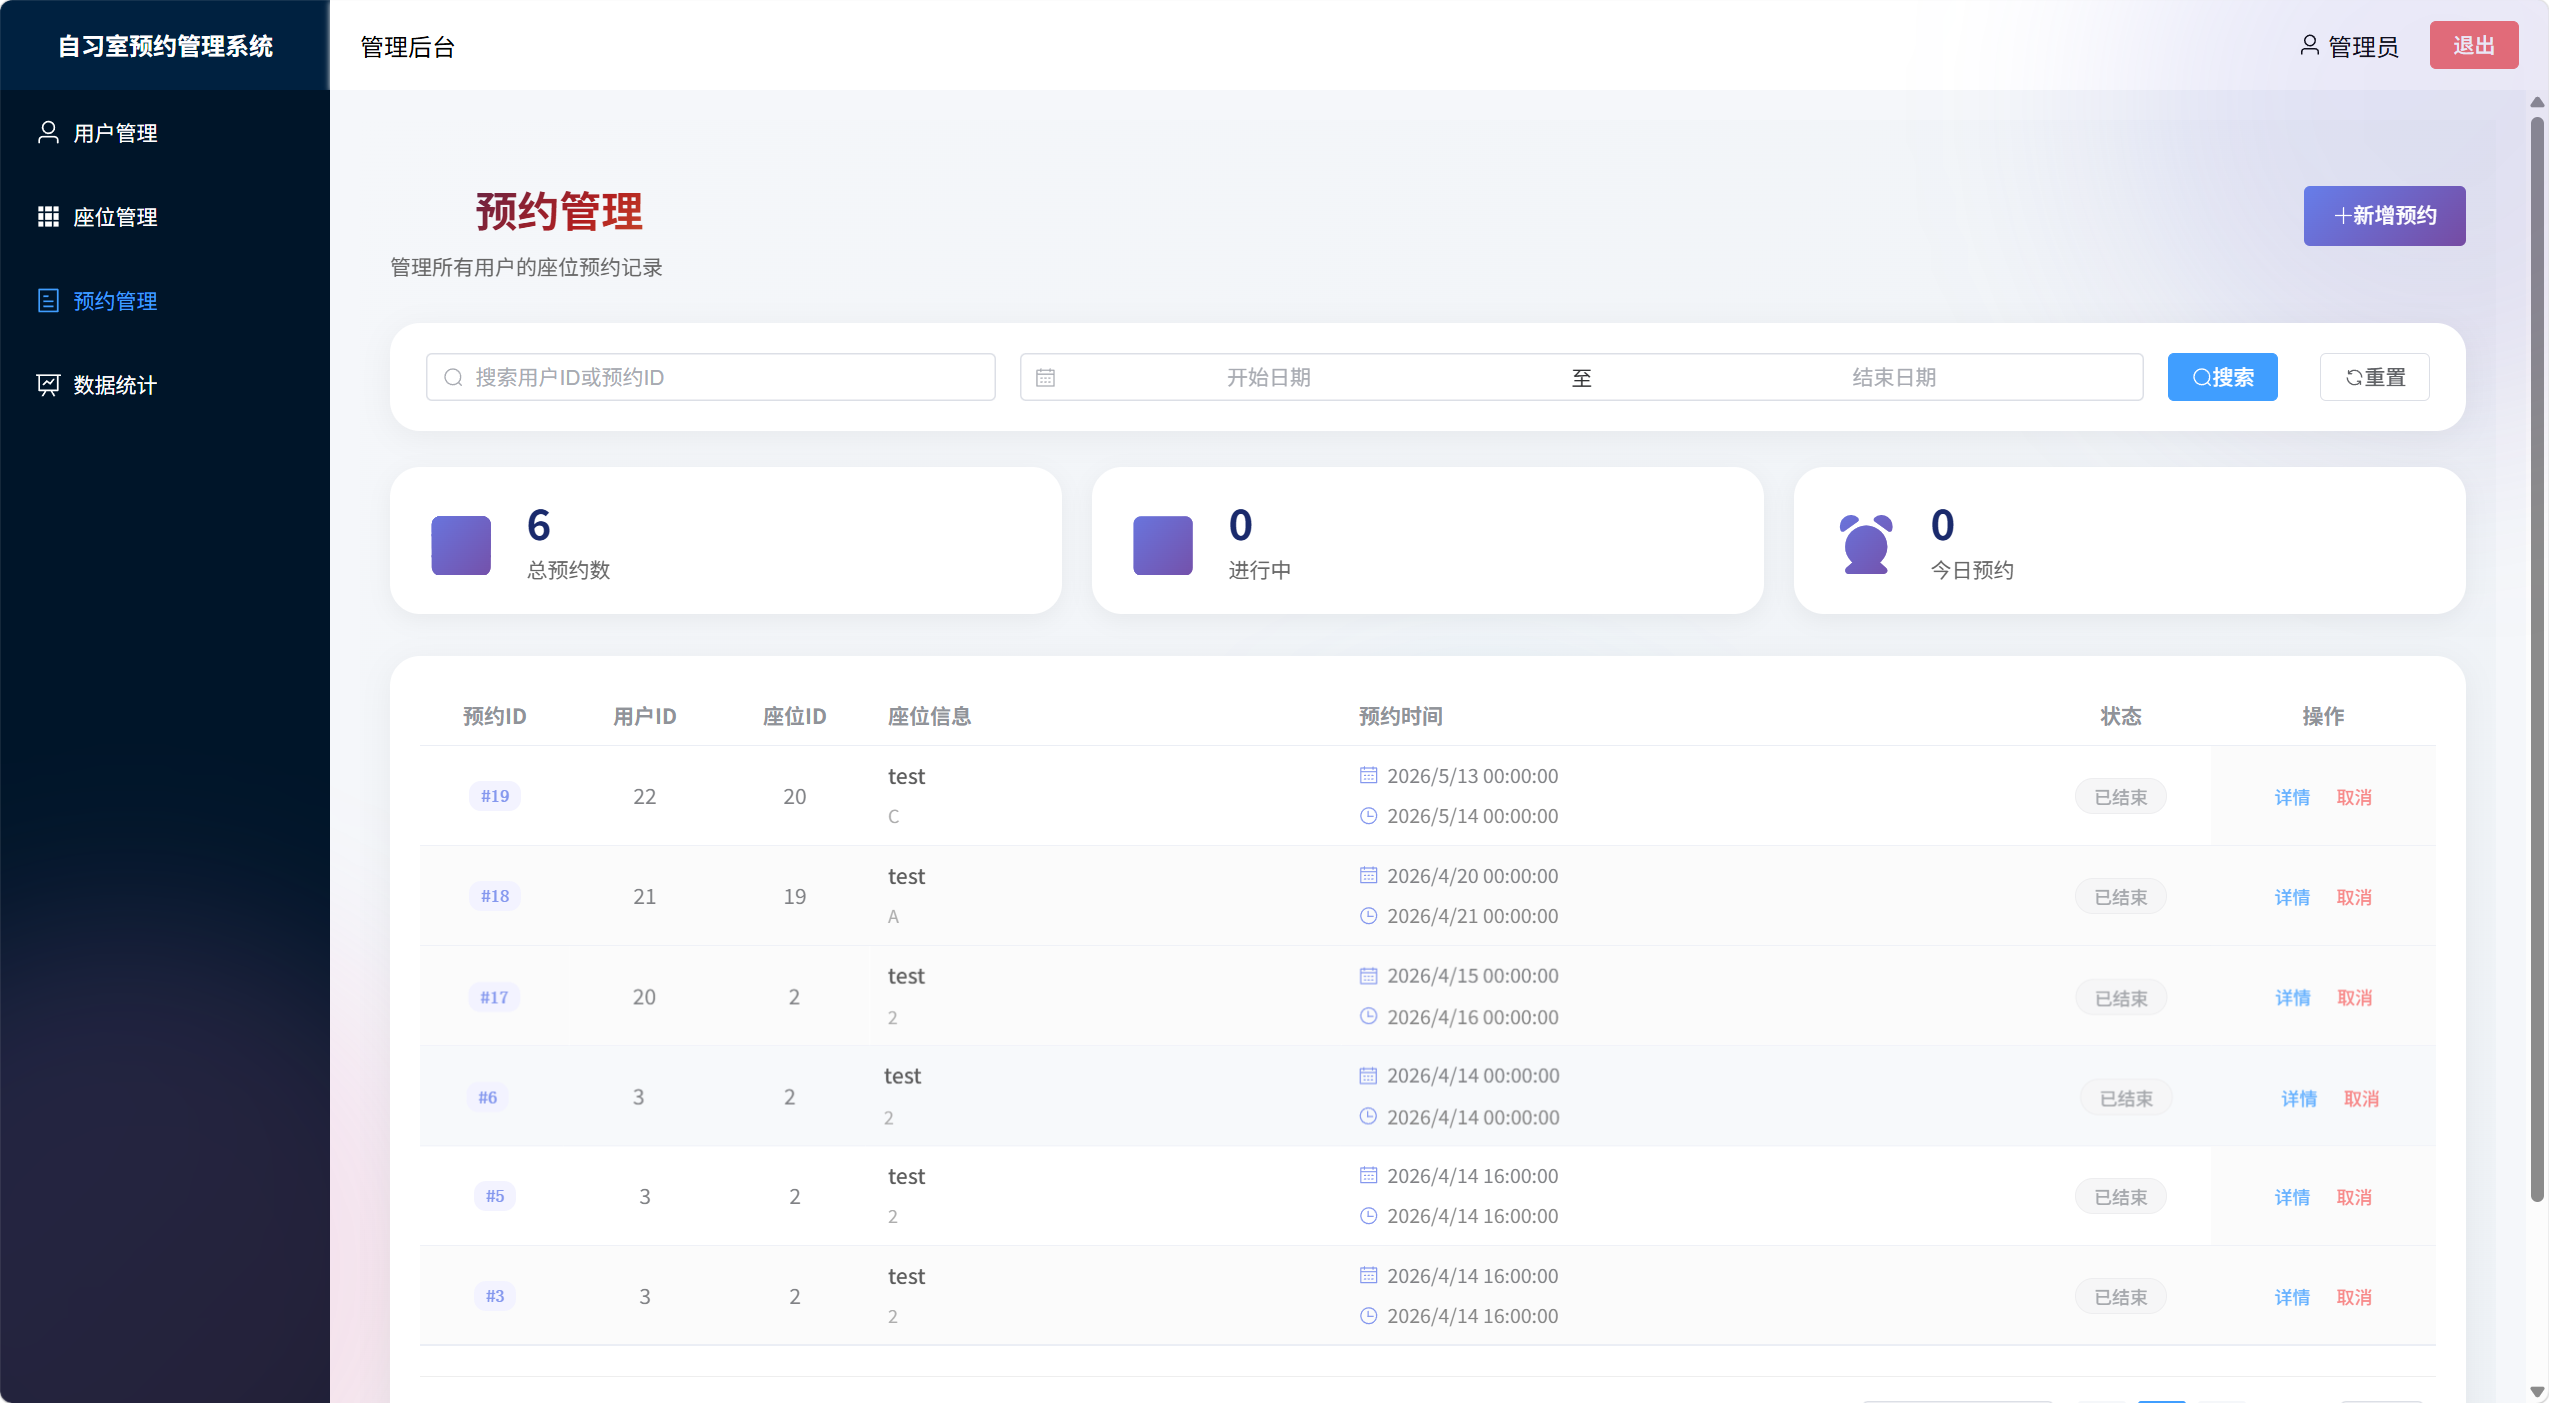 自习室预约管理系统
管理后台
管理员
退出
用户管理
座位管理
预约管理
数据统计
预约管理
管理所有用户的座位预约记录
新增预约
搜索用户ID或预约ID
开始日期 至 结束日期
搜索
重置
6
总预约数
0
进行中
0
今日预约
预约ID 用户ID 座位ID 座位信息 预约时间 状态 操作
#19 22 20 test C 2026/5/13 00:00:00 2026/5/14 00:00:00 已结束 详情 取消
#18 21 19 test A 2026/4/20 00:00:00 2026/4/21 00:00:00 已结束 详情 取消
#17 20 2 test 2 2026/4/15 00:00:00 2026/4/16 00:00:00 已结束 详情 取消
#6 3 2 test 2 2026/4/14 00:00:00 2026/4/14 00:00:00 已结束 详情 取消
#5 3 2 test 2 2026/4/14 16:00:00 2026/4/14 16:00:00 已结束 详情 取消
#3 3 2 test 2 2026/4/14 16:00:00 2026/4/14 16:00:00 已结束 详情 取消